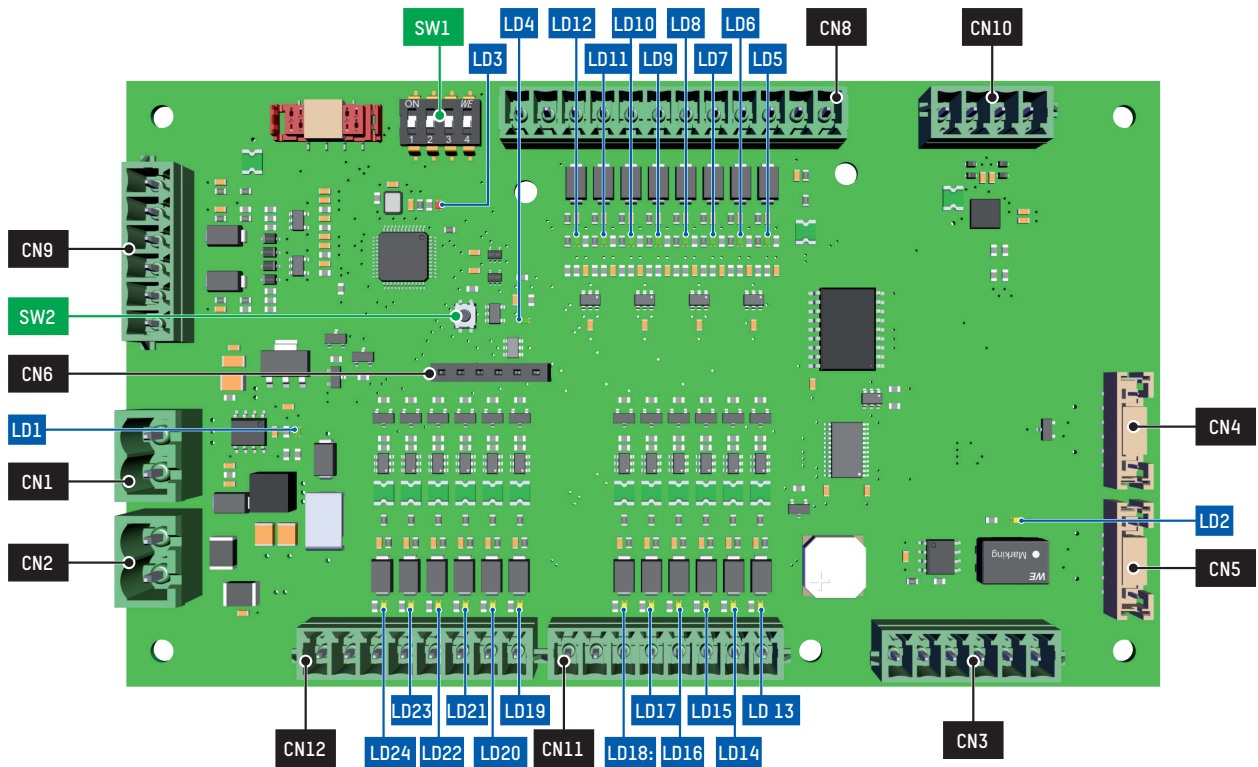 LD4
LD12
LD10
LD8
LD6
SW1
CN8
CN10
LD3
LD11
LD9
LD7
LD5
ON
WE
1
2
3
4
CN9
SW2
CN6
LD1
CN4
CN1
LD2
CN2
Marking
WE
+
CN5
LD23
LD21
LD19
LD17
LD15
LD 13
CN12
LD24
LD22
LD20
CN11
LD18:
LD16
LD14
CN3